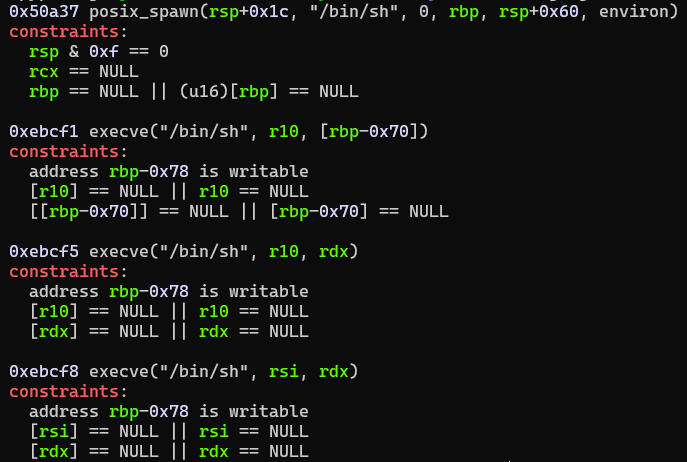 0x50a37 posix_spawn(rsp+0x1c, "/bin/sh", 0, rbp, rsp+0x60, environ)
constraints:
  rsp & 0xf == 0
  rcx == NULL
  rbp == NULL || (u16)[rbp] == NULL

0xebcf1 execve("/bin/sh", r10, [rbp-0x70])
constraints:
  address rbp-0x78 is writable
  [r10] == NULL || r10 == NULL
  [[rbp-0x70]] == NULL || [rbp-0x70] == NULL

0xebcf5 execve("/bin/sh", r10, rdx)
constraints:
  address rbp-0x78 is writable
  [r10] == NULL || r10 == NULL
  [rdx] == NULL || rdx == NULL

0xebcf8 execve("/bin/sh", rsi, rdx)
constraints:
  address rbp-0x78 is writable
  [rsi] == NULL || rsi == NULL
  [rdx] == NULL || rdx == NULL